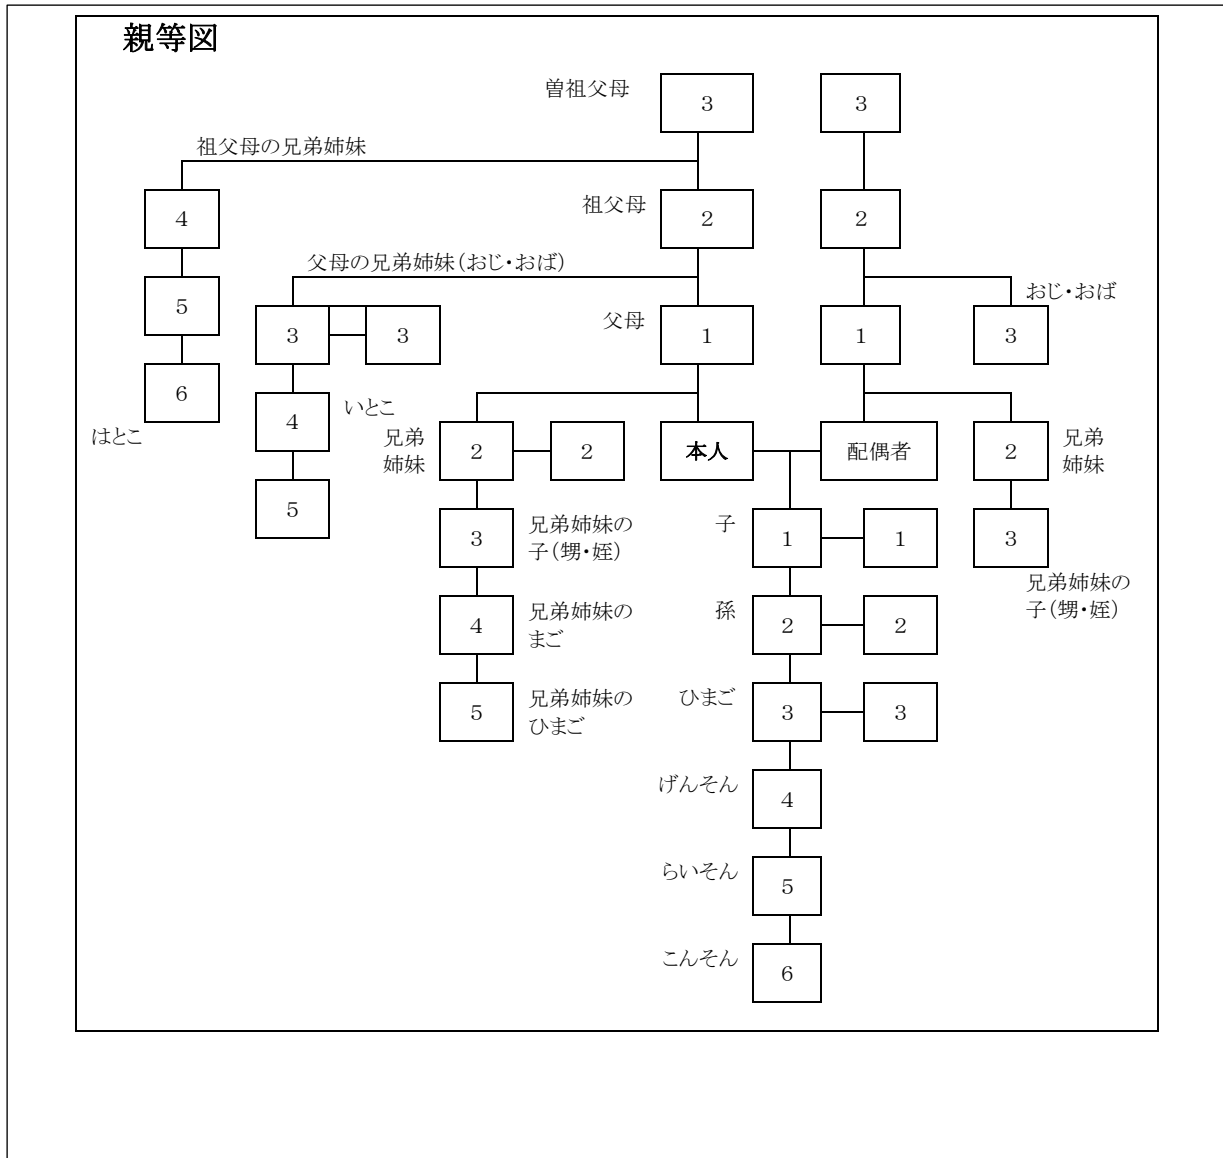 親等図
曽祖父母
3
3
祖父母の兄弟姉妹
4
祖父母
2
2
父母の兄弟姉妹(おじ・おば)
おじ・おば
5
3
3
父母
1
1
3
6
はとこ
4
いとこ
兄弟
姉妹
2
2
本人
配偶者
2
兄弟
姉妹
5
3
兄弟姉妹の
子(甥・姪)
子
1
1
3
兄弟姉妹の
子(甥・姪)
4
兄弟姉妹の
まご
孫
2
2
5
兄弟姉妹の
ひまご
ひまご
3
3
げんそん
4
らいそん
5
こんそん
6